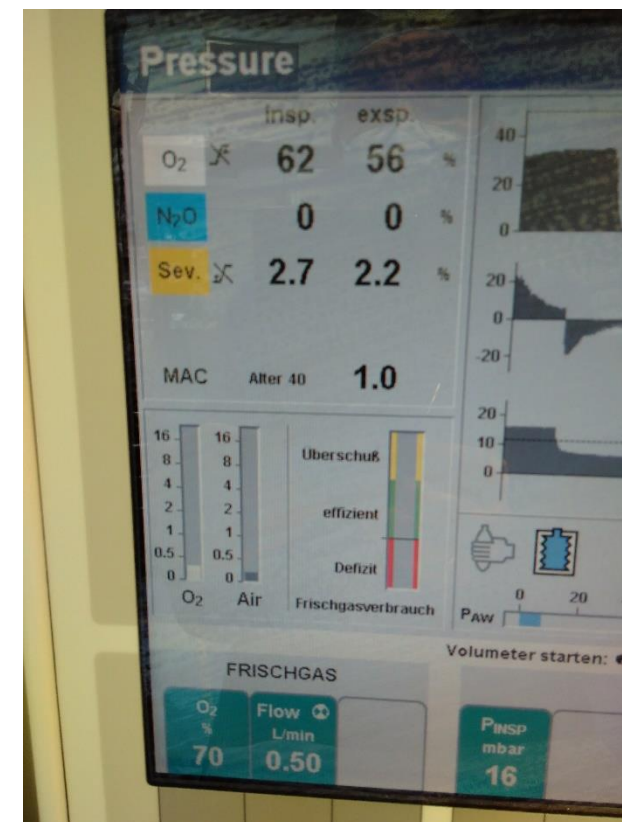 Pressure
insp. exsp.
O2 62 56 %
N2O 0 0 %
Sev. 2.7 2.2 %
MAC Alter 40 1.0
40
20
0
20
0
-20
20
10
0
16 16
8 8
4 4
2 2
1 1
0.5 0.5
0 0
O2 Air
Überschuß
effizient
Defizit
Frischgasverbrauch
0 20
PAW
Volumeter starten:
FRISCHGAS
O2
%
70
Flow
L/min
0.50
PINSP
mbar
16